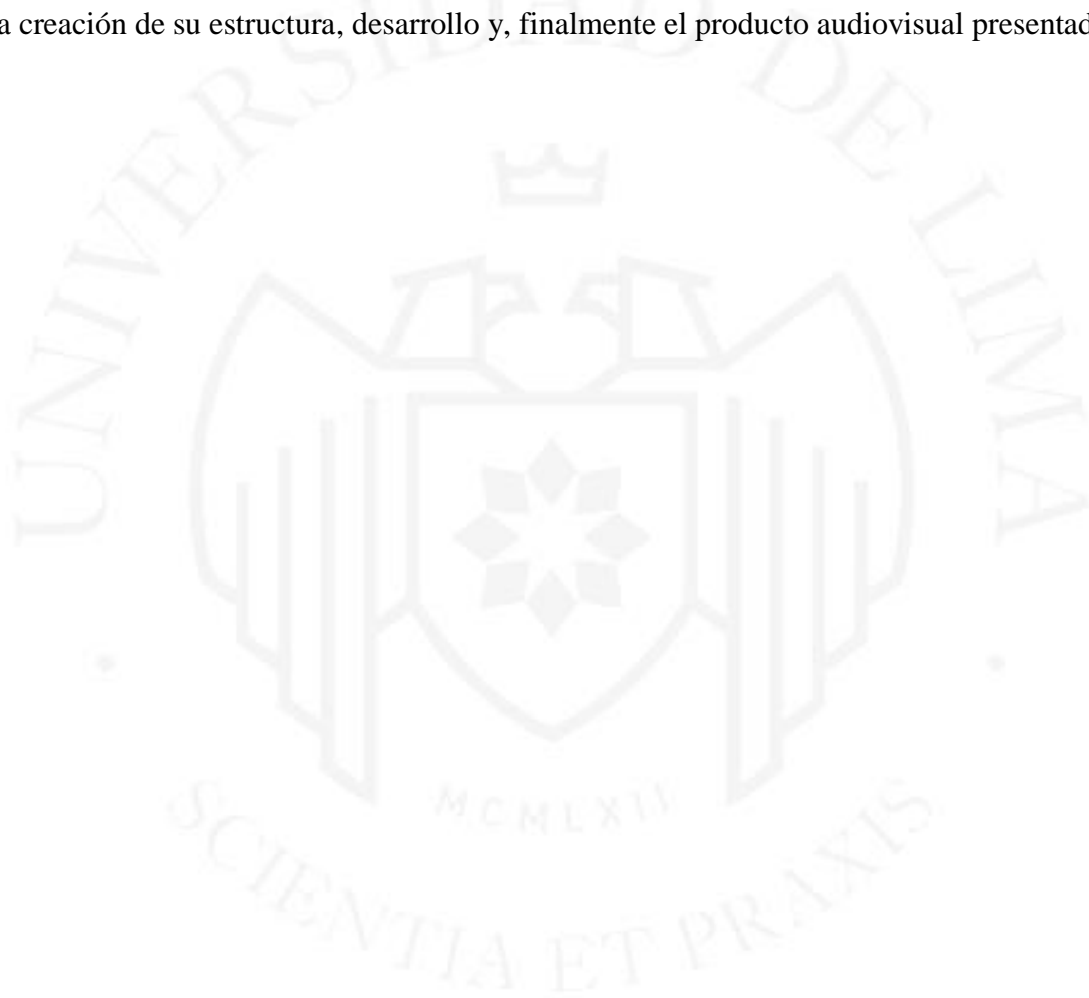 a creación de su estructura, desarrollo y, finalmente el producto audiovisual presentad
UNIVERSIDAD DE LIMA
MCMLXII
SCIENTIA ET PRAXIS